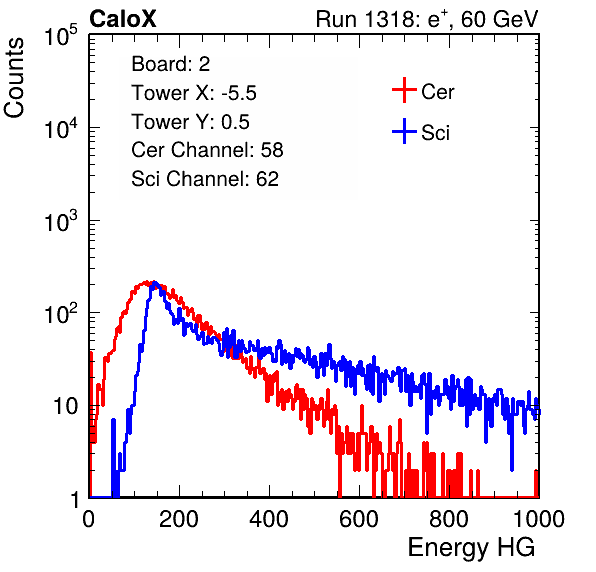 CaloX Run 1318: e⁺, 60 GeV
Counts
Board: 2
Tower X: -5.5
Tower Y: 0.5
Cer Channel: 58
Sci Channel: 62
Cer
Sci
10⁵
10⁴
10³
10²
10
1
0 200 400 600 800 1000
Energy HG